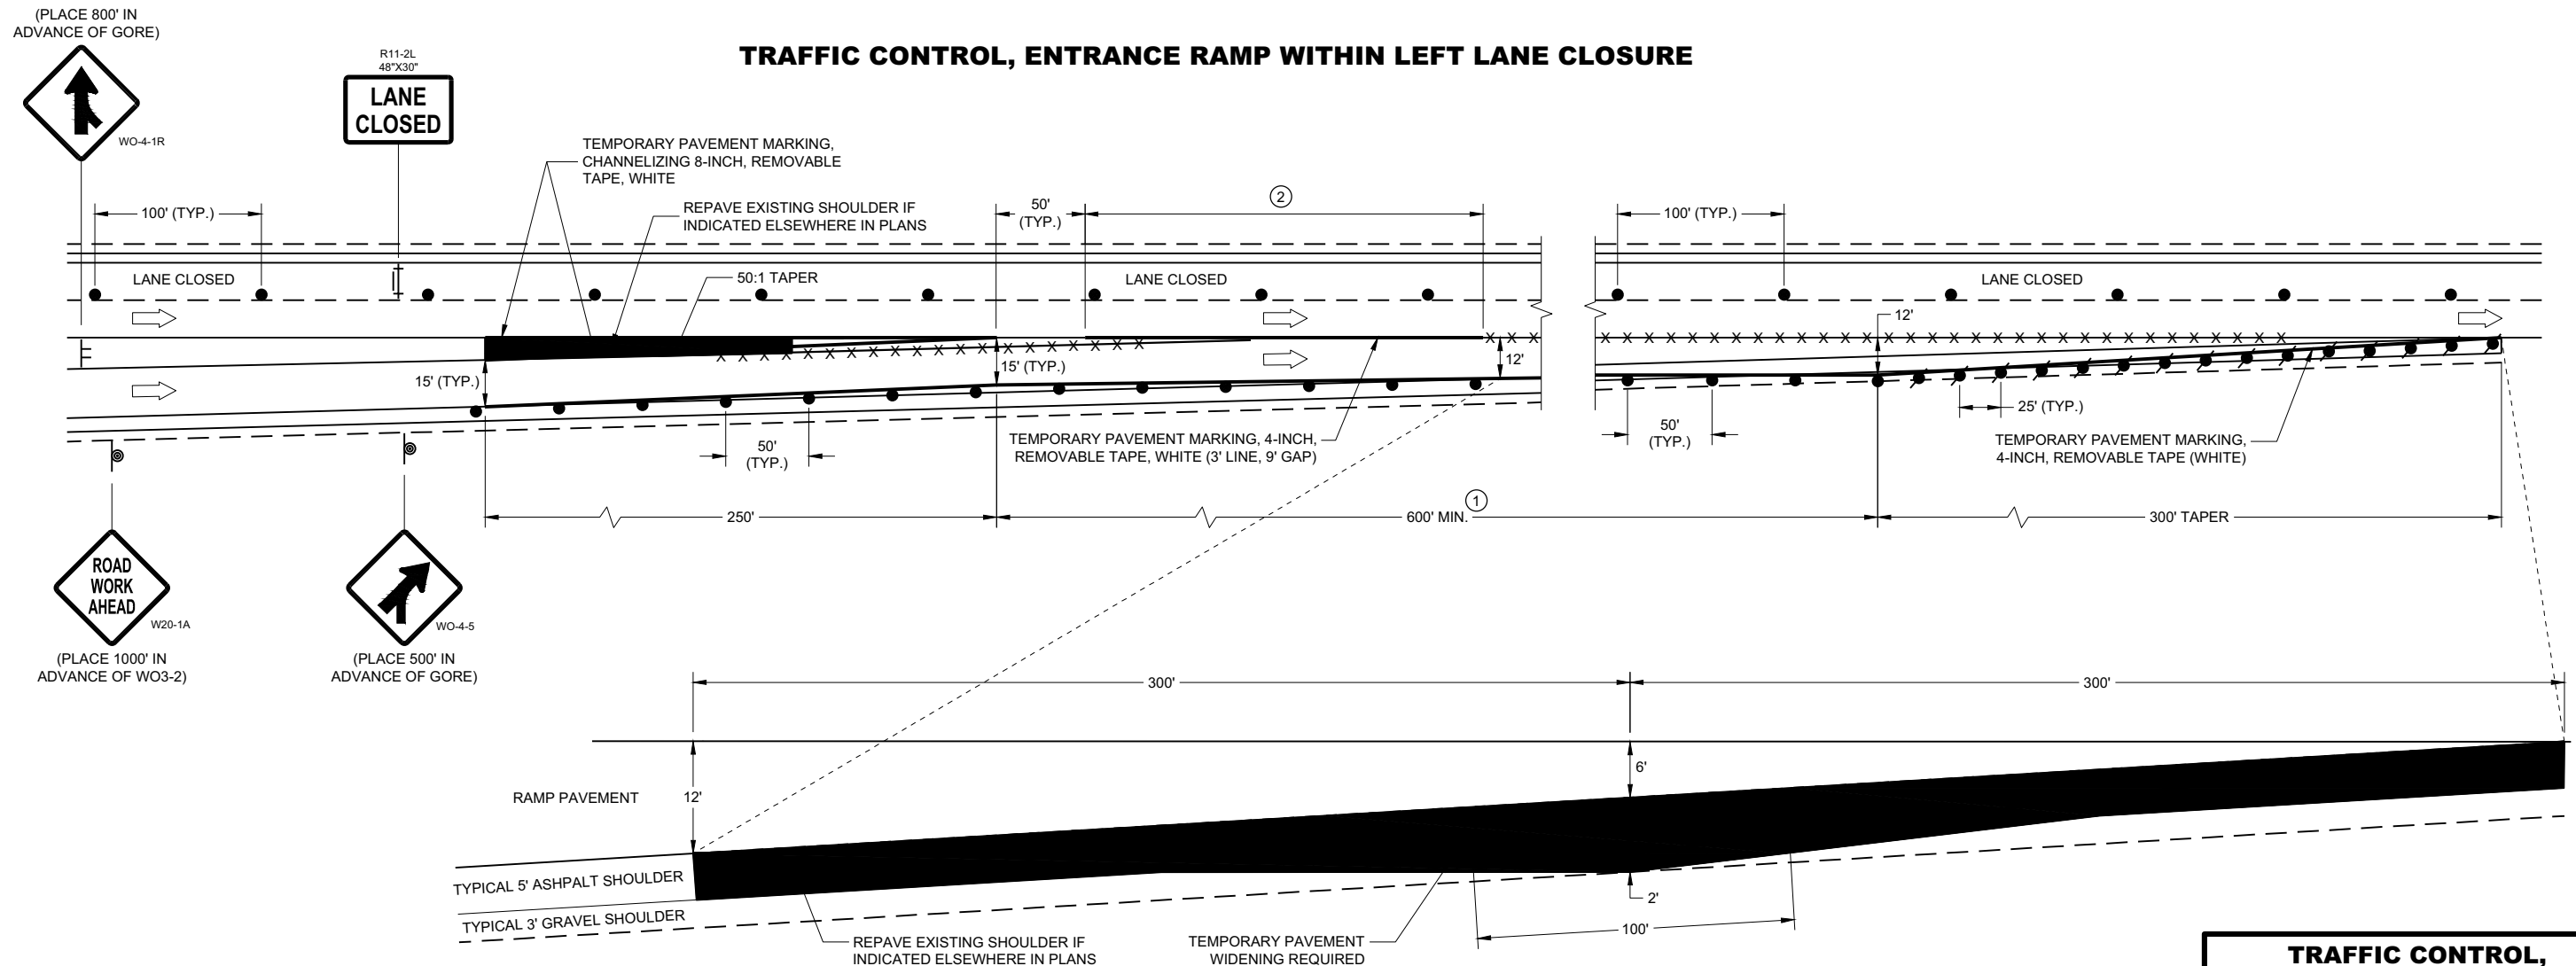 (PLACE 800' IN
ADVANCE OF GORE)
R11-2L
48"X30"
TRAFFIC CONTROL, ENTRANCE RAMP WITHIN LEFT LANE CLOSURE
LANE
CLOSED
WO-4-1R
TEMPORARY PAVEMENT MARKING,
CHANNELIZING 8-INCH, REMOVABLE
TAPE, WHITE
100' (TYP.)
REPAVE EXISTING SHOULDER IF
INDICATED ELSEWHERE IN PLANS
50'
(TYP.)
2
100' (TYP.)
LANE CLOSED
50:1 TAPER
LANE CLOSED
LANE CLOSED
12'
15' (TYP.)
15' (TYP.)
12'
50'
(TYP.)
TEMPORARY PAVEMENT MARKING, 4-INCH,
REMOVABLE TAPE, WHITE (3' LINE, 9' GAP)
50'
(TYP.)
25' (TYP.)
TEMPORARY PAVEMENT MARKING,
4-INCH, REMOVABLE TAPE (WHITE)
250'
600' MIN.
1
300' TAPER
ROAD
WORK
AHEAD
W20-1A
(PLACE 1000' IN
ADVANCE OF WO3-2)
WO-4-5
(PLACE 500' IN
ADVANCE OF GORE)
300'
300'
RAMP PAVEMENT
12'
6'
TYPICAL 5' ASHPALT SHOULDER
TYPICAL 3' GRAVEL SHOULDER
2'
100'
REPAVE EXISTING SHOULDER IF
INDICATED ELSEWHERE IN PLANS
TEMPORARY PAVEMENT
WIDENING REQUIRED
TRAFFIC CONTROL,